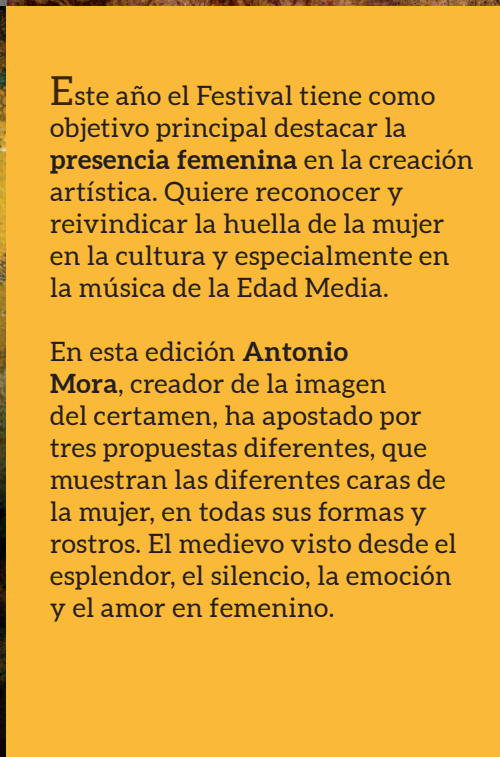 Este año el Festival tiene como
objetivo principal destacar la
presencia femenina en la creación
artística. Quiere reconocer y
reivindicar la huella de la mujer
en la cultura y especialmente en
la música de la Edad Media.
En esta edición Antonio
Mora, creador de la imagen
del certamen, ha apostado por
tres propuestas diferentes, que
muestran las diferentes caras de
la mujer, en todas sus formas y
rostros. El medievo visto desde el
esplendor, el silencio, la emoción
y el amor en femenino.